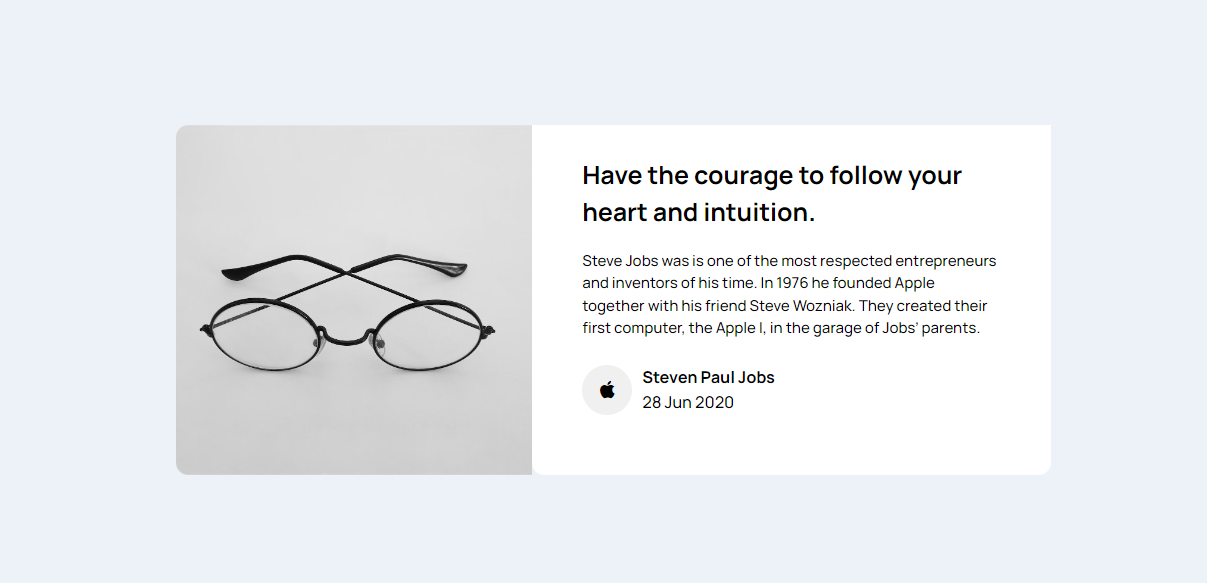 Have the courage to follow your
heart and intuition.
Steve Jobs was is one of the most respected entrepreneurs
and inventors of his time. In 1976 he founded Apple
together with his friend Steve Wozniak. They created their
first computer, the Apple I, in the garage of Jobs’ parents.
Steven Paul Jobs
28 Jun 2020